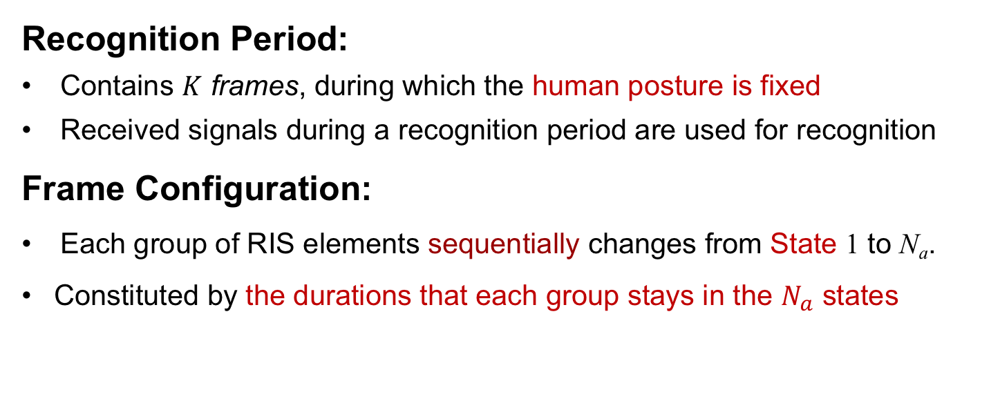 Recognition Period:
• Contains K frames, during which the human posture is fixed
• Received signals during a recognition period are used for recognition
Frame Configuration:
• Each group of RIS elements sequentially changes from State 1 to Nₐ.
• Constituted by the durations that each group stays in the Nₐ states